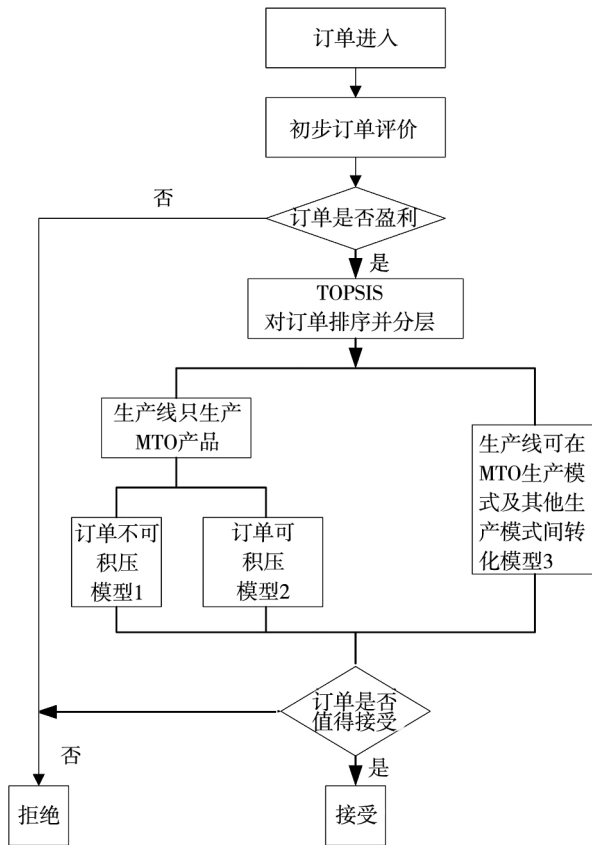 订单进入
初步订单评价
否
订单是否盈利
是
TOPSIS
对订单排序并分层
生产线只生产
MTO产品
生产线可在
MTO生产模
式及其他生
产模式间转
化模型3
订单不可
积压
模型1
订单可
积压
模型2
订单是否
值得接受
否
是
拒绝
接受